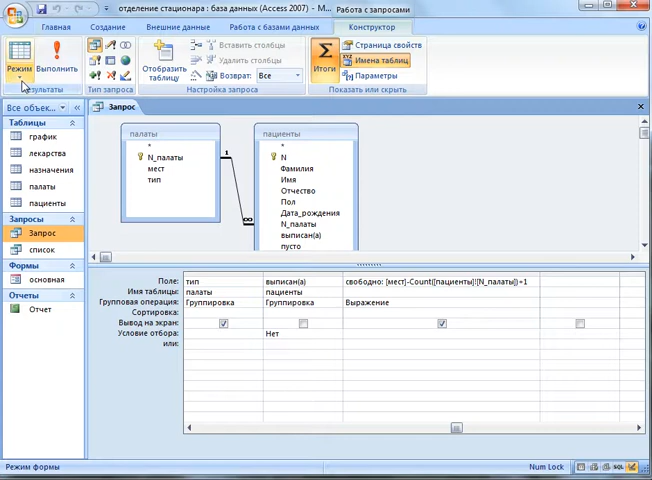 отделение стационара : база данных (Access 2007) - M...
Работа с запросами
Главная
Создание
Внешние данные
Работа с базами данных
Конструктор
Режим
Выполнить
Отобразить таблицу
Вставить столбцы
Удалить столбцы
Возврат: Все
Итоги
Страница свойств
Имена таблиц
Параметры
Результаты
Тип запроса
Настройка запроса
Показать или скрыть
Все объек...
Таблицы
график
лекарства
назначения
палаты
пациенты
Запросы
Запрос
список
Формы
основная
Отчеты
Отчет
Запрос
палаты
*
N_палаты
мест
тип
1
∞
пациенты
*
N
Фамилия
Имя
Отчество
Пол
Дата_рождения
N_палаты
выписан(а)
пусто
Поле: тип выписан(а) свободно: [мест]-Count([пациенты]![N_палаты])+1
Имя таблицы: палаты пациенты
Групповая операция: Группировка Группировка Выражение
Сортировка:
Вывод на экран:
Условие отбора: Нет
или:
Режим формы
Num Lock
SQL